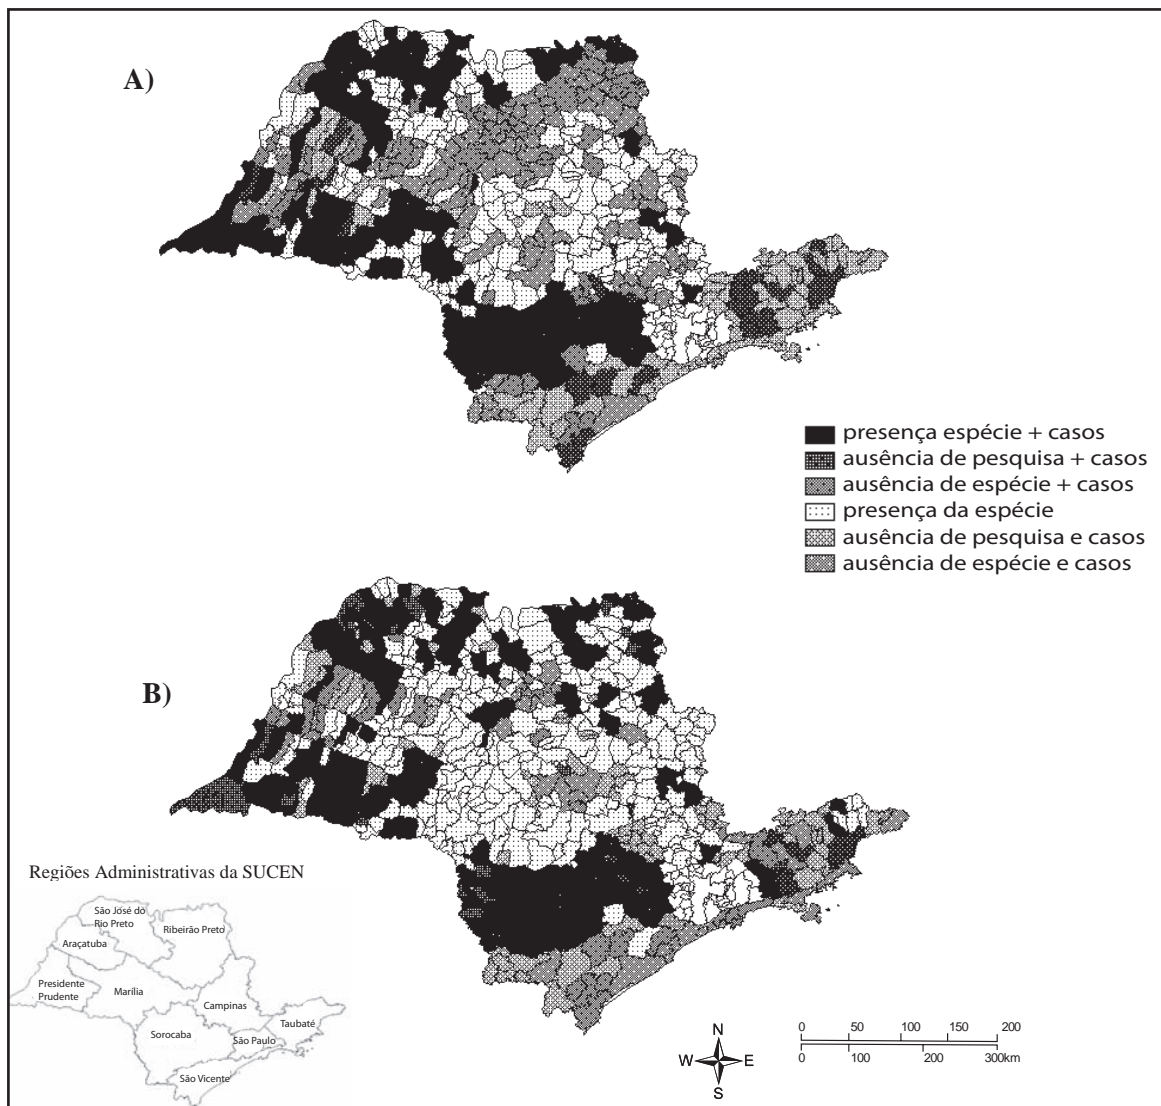 A)
presença espécie + casos
ausência de pesquisa + casos
ausência de espécie + casos
presença da espécie
ausência de pesquisa e casos
ausência de espécie e casos
B)
Regiões Administrativas da SUCEN
São José do
Rio Preto
Ribeirão Preto
Araçatuba
Presidente
Prudente
Marília
Campinas
Taubaté
Sorocaba
São Paulo
São Vicente
N
W E
S
0 50 100 150 200
0 100 200 300km